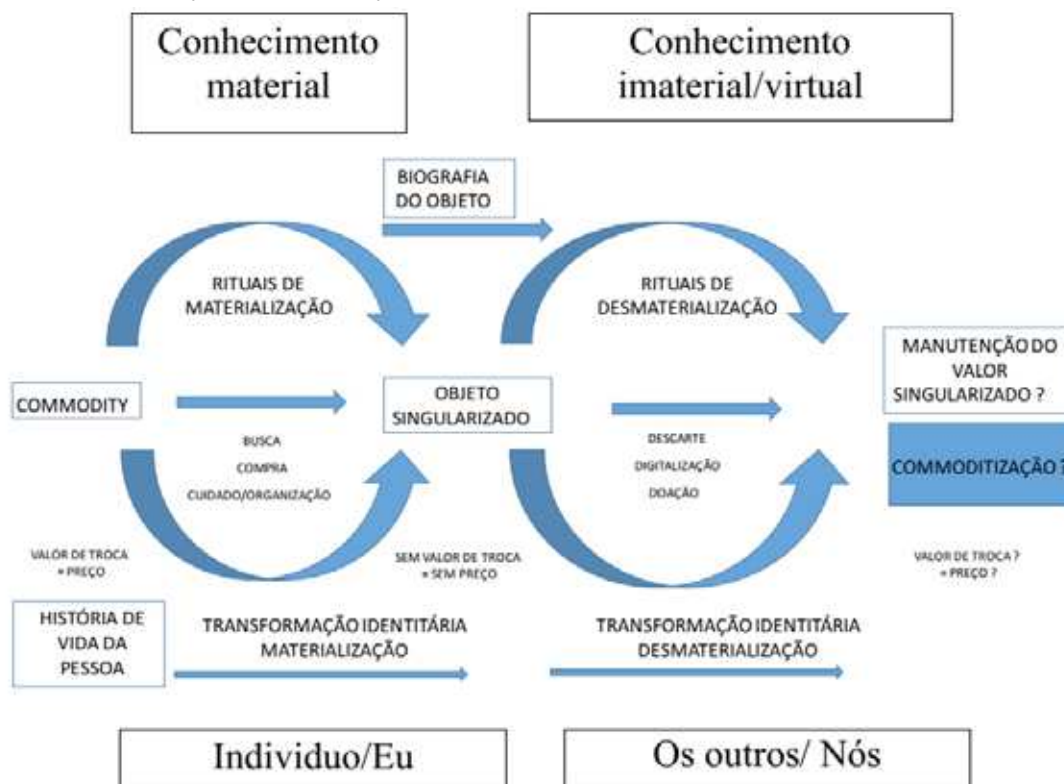 Conhecimento
material
Conhecimento
imaterial/virtual
BIOGRAFIA
DO OBJETO
RITUAIS DE
MATERIALIZAÇÃO
RITUAIS DE
DESMATERIALIZAÇÃO
COMMODITY
OBJETO
SINGULARIZADO
MANUTENÇÃO DO
VALOR
SINGULARIZADO ?
COMMODITIZAÇÃO ?
BUSCA
COMPRA
CUIDADO/ORGANIZAÇÃO
DESCARTE
DIGITALIZAÇÃO
DOAÇÃO
VALOR DE TROCA
= PREÇO
SEM VALOR DE TROCA
= SEM PREÇO
VALOR DE TROCA ?
= PREÇO ?
HISTÓRIA DE
VIDA DA
PESSOA
TRANSFORMAÇÃO IDENTITÁRIA
MATERIALIZAÇÃO
TRANSFORMAÇÃO IDENTITÁRIA
DESMATERIALIZAÇÃO
Individuo/Eu
Os outros/ Nós